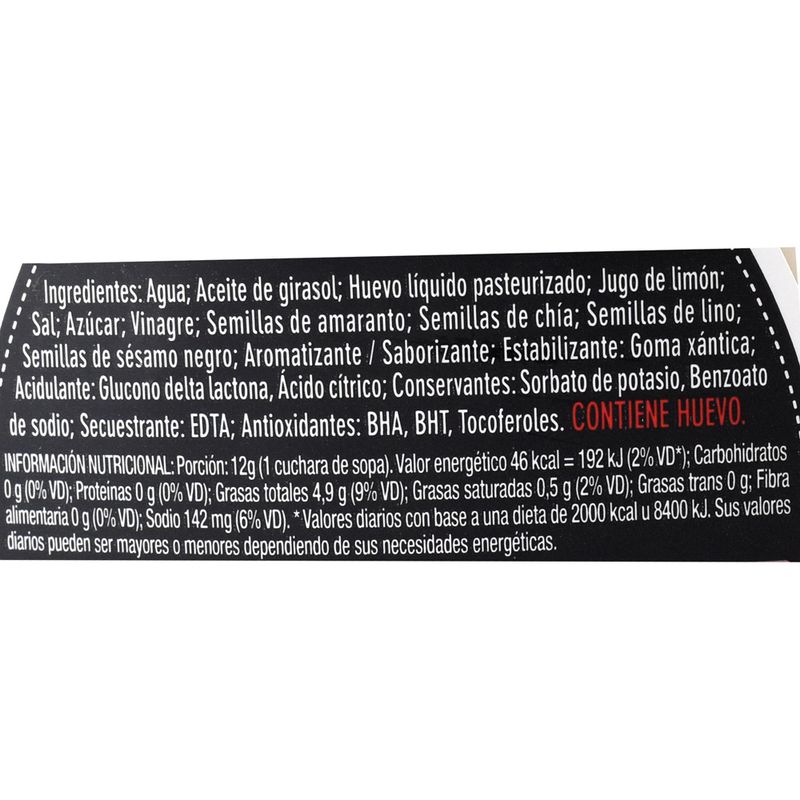 Ingredientes: Agua; Aceite de girasol; Huevo líquido pasteurizado; Jugo de limón;
Sal; Azúcar; Vinagre; Semillas de amaranto; Semillas de chía; Semillas de lino;
Semillas de sésamo negro; Aromatizante / Saborizante; Estabilizante: Goma xántica;
Acidulante: Glucono delta lactona, Ácido cítrico; Conservantes: Sorbato de potasio, Benzoato
de sodio; Secuestrante: EDTA; Antioxidantes: BHA, BHT, Tocoferoles. CONTIENE HUEVO.
INFORMACIÓN NUTRICIONAL: Porción: 12g (1 cuchara de sopa). Valor energético 46 kcal = 192 kJ (2% VD*); Carbohidratos
0 g (0% VD); Proteínas 0 g (0% VD); Grasas totales 4,9 g (9% VD); Grasas saturadas 0,5 g (2% VD); Grasas trans 0 g; Fibra
alimentaria 0 g (0% VD); Sodio 142 mg (6% VD). * Valores diarios con base a una dieta de 2000 kcal u 8400 kJ. Sus valores
diarios pueden ser mayores o menores dependiendo de sus necesidades energéticas.